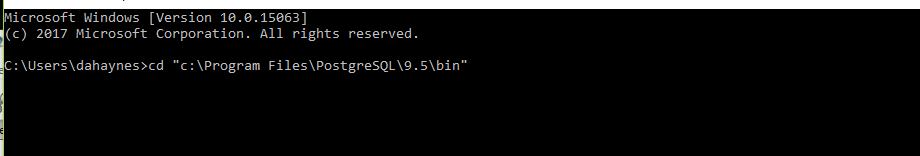 Microsoft Windows [Version 10.0.15063]
(c) 2017 Microsoft Corporation. All rights reserved.
C:\Users\dahaynes>cd "c:\Program Files\PostgreSQL\9.5\bin"